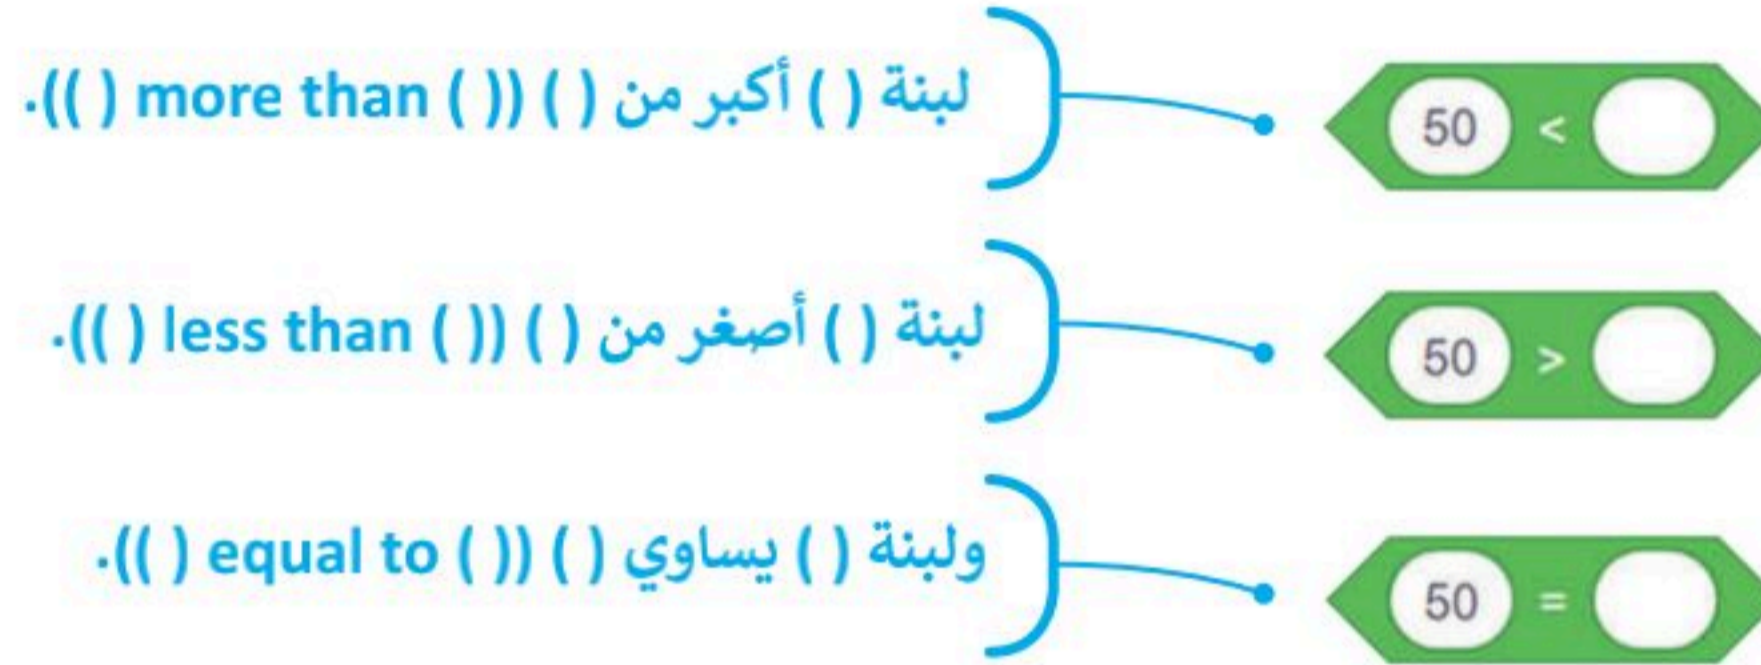 لبنة ( ) أكبر من ( ) (( ) more than ( )).
50 < 
لبنة ( ) أصغر من ( ) (( ) less than ( )).
50 > 
ولبنة ( ) يساوي ( ) (( ) equal to ( )).
50 =